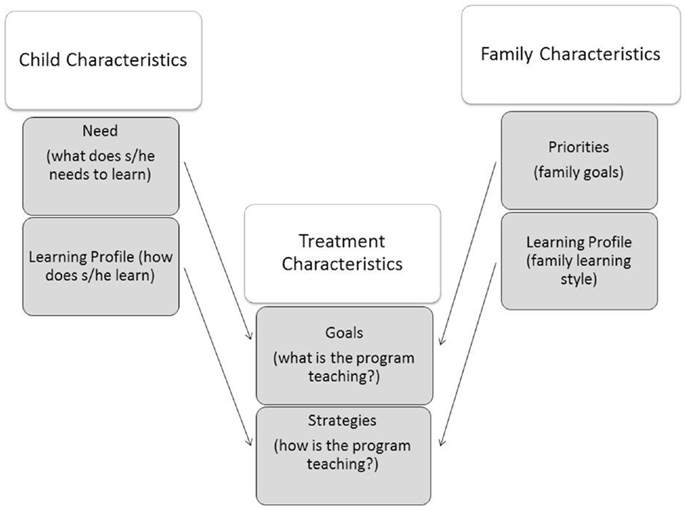 Child Characteristics
Need
(what does s/he
needs to learn)
Learning Profile (how
does s/he learn)
Treatment
Characteristics
Goals
(what is the program
teaching?)
Strategies
(how is the program
teaching?)
Family Characteristics
Priorities
(family goals)
Learning Profile
(family learning
style)